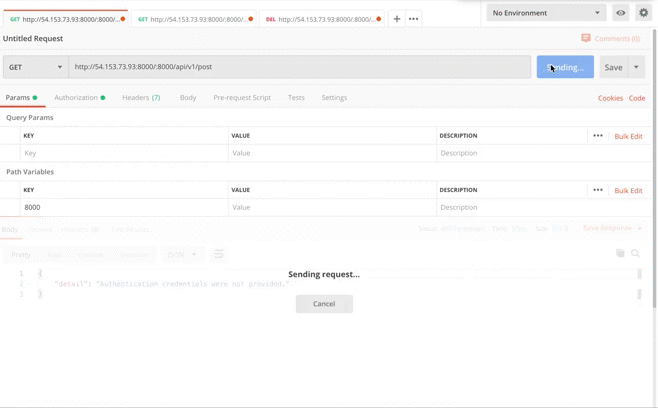 GET http://54.153.73.93:8000/:8000/... GET http://54.153.73.93:8000/:8000/... DEL http://54.153.73.93:8000/:8000/... + ••• No Environment
Untitled Request Comments (0)
GET http://54.153.73.93:8000/:8000/api/v1/post Sending... Save
Params Authorization Headers (7) Body Pre-request Script Tests Settings Cookies Code
Query Params
KEY VALUE DESCRIPTION ••• Bulk Edit
Key Value Description
Path Variables
KEY VALUE DESCRIPTION ••• Bulk Edit
8000 Value Description
Body Save Response
Pretty JSON
1 {
Sending request...
2 "detail": "Authentication credentials were not provided."
3 }
Cancel